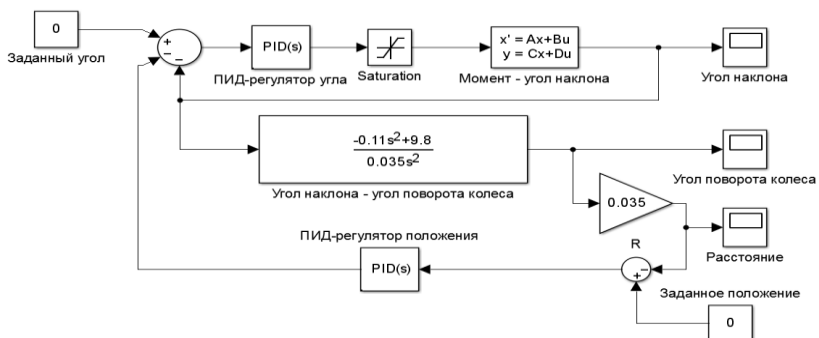 0
Заданный угол
+
−
−
PID(s)
ПИД-регулятор угла
Saturation
x' = Ax+Bu
y = Cx+Du
Момент - угол наклона
Угол наклона
-0.11s²+9.8
0.035s²
Угол наклона - угол поворота колеса
Угол поворота колеса
0.035
R
Расстояние
ПИД-регулятор положения
PID(s)
−
+
Заданное положение
0